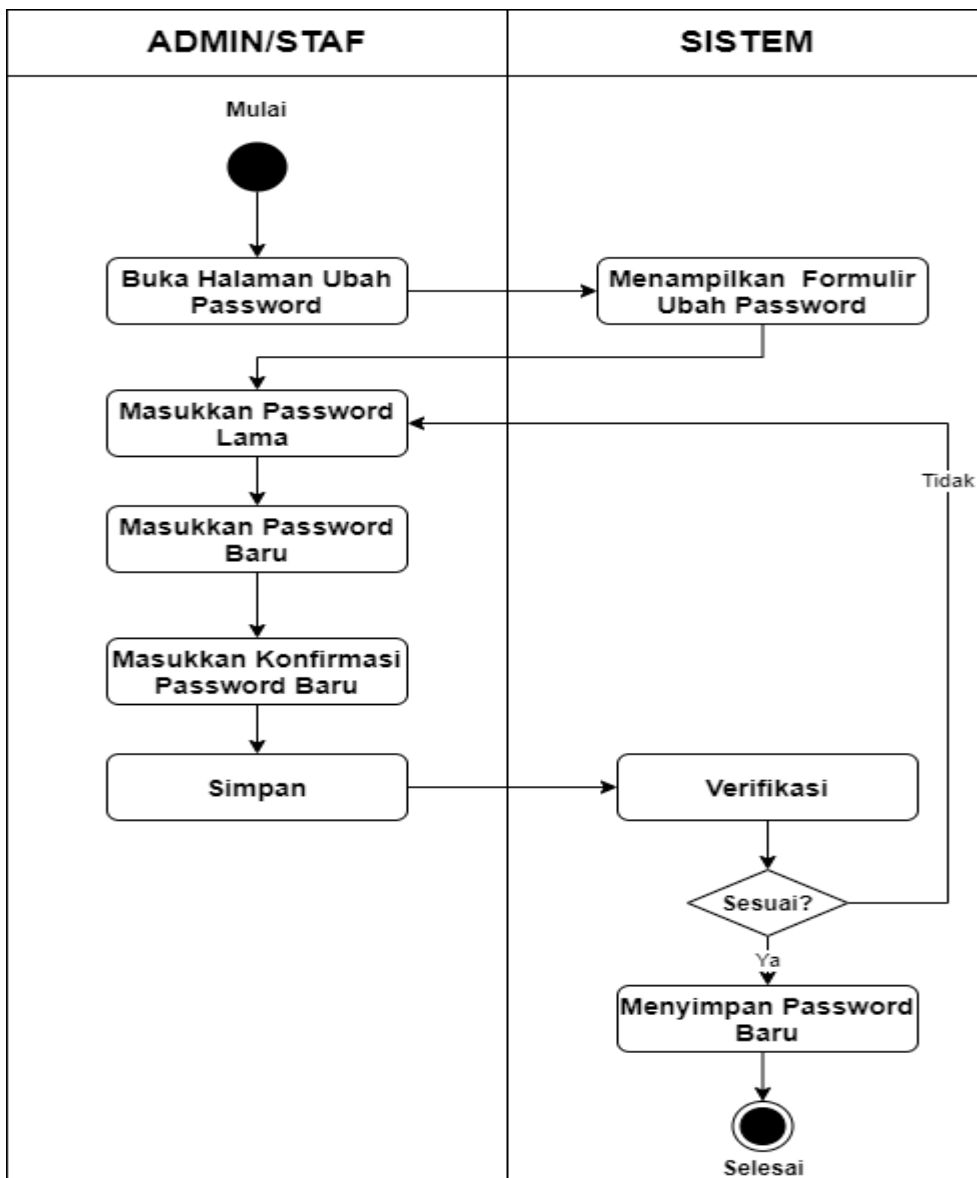 ADMIN/STAF
SISTEM
Mulai
Buka Halaman Ubah
Password
Menampilkan Formulir
Ubah Password
Masukkan Password
Lama
Tidak
Masukkan Password
Baru
Masukkan Konfirmasi
Password Baru
Simpan
Verifikasi
Sesuai?
Ya
Menyimpan Password
Baru
Selesai